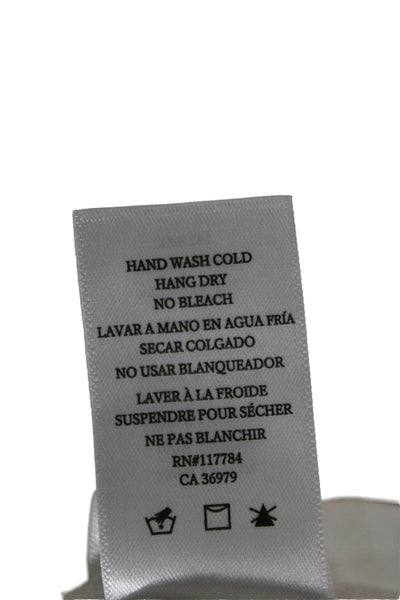 HAND WASH COLD
HANG DRY
NO BLEACH
LAVAR A MANO EN AGUA FRÍA
SECAR COLGADO
NO USAR BLANQUEADOR
LAVER À LA FROIDE
SUSPENDRE POUR SÉCHER
NE PAS BLANCHIR
RN#117784
CA 36979